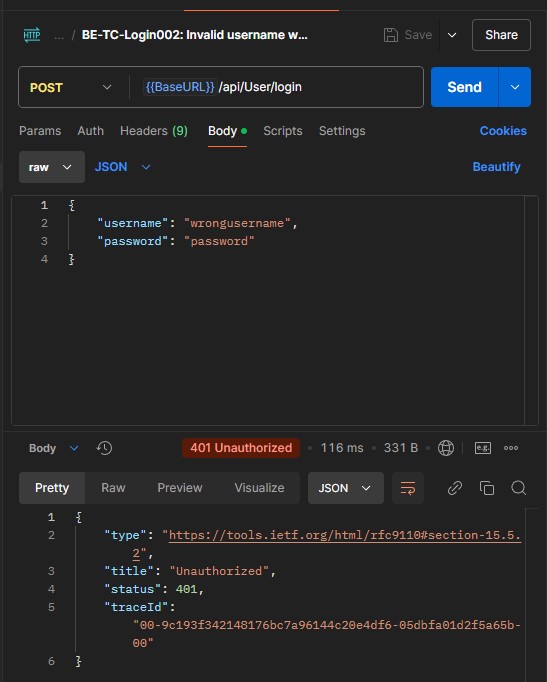 HTTP ... / BE-TC-Login002: Invalid username w... Save Share
POST {{BaseURL}} /api/User/login Send
Params Auth Headers (9) Body Scripts Settings Cookies
raw JSON Beautify
1 {
2 "username": "wrongusername",
3 "password": "password"
4 }
Body 401 Unauthorized 116 ms 331 B e.g. ...
Pretty Raw Preview Visualize JSON
1 {
2 "type": "https://tools.ietf.org/html/rfc9110#section-15.5.
2",
3 "title": "Unauthorized",
4 "status": 401,
5 "traceId":
"00-9c193f342148176bc7a96144c20e4df6-05dbfa01d2f5a65b-
00"
6 }